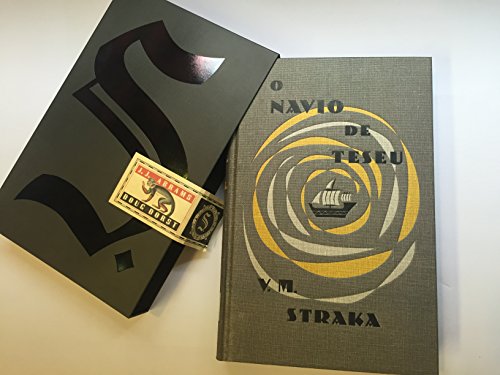 S.
J.J. ABRAMS
DOUG DORST
S
O
NAVIO
DE
TESEU
V. M.
STRAKA